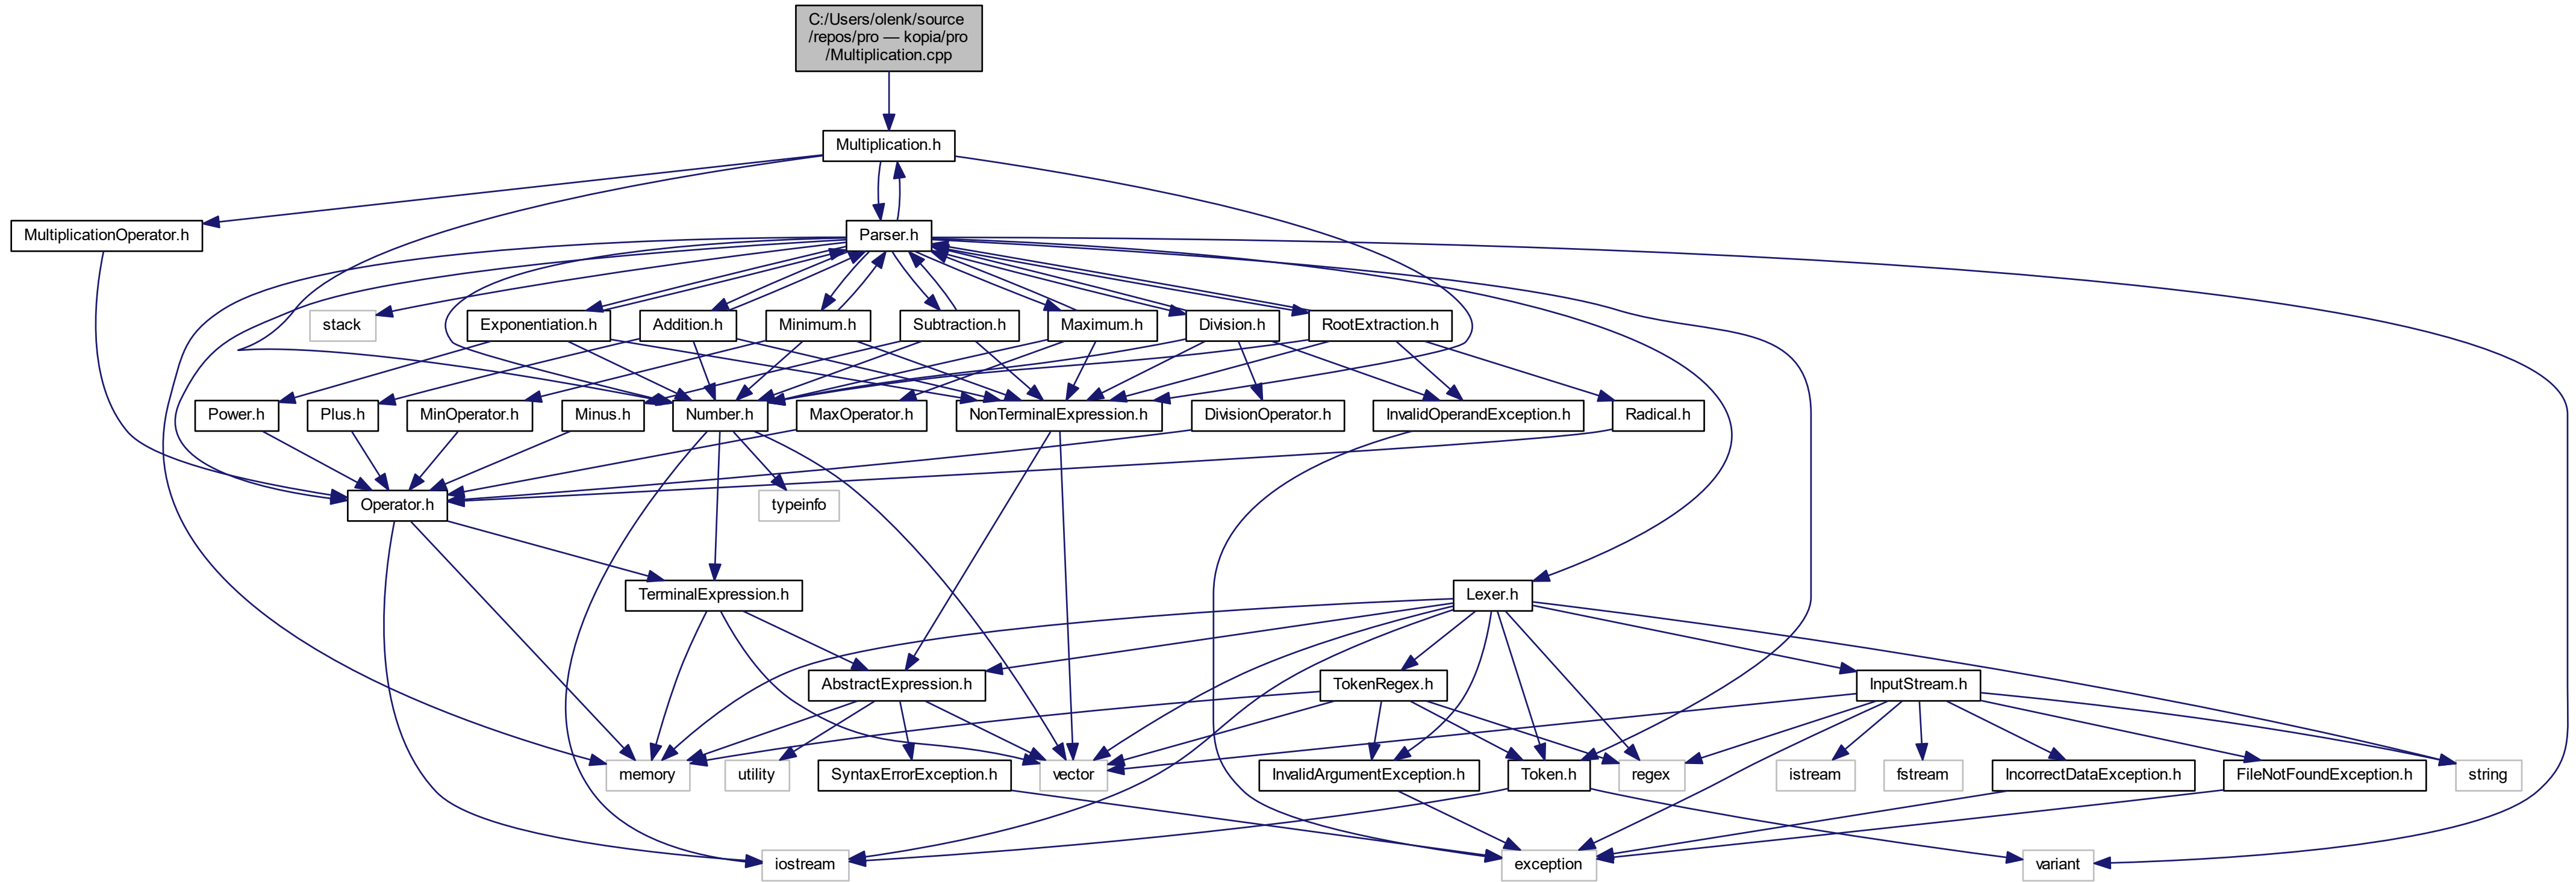 C:/Users/olenk/source
/repos/pro — kopia/pro
/Multiplication.cpp
Multiplication.h
MultiplicationOperator.h
Parser.h
stack
Exponentiation.h
Addition.h
Minimum.h
Subtraction.h
Maximum.h
Division.h
RootExtraction.h
Power.h
Plus.h
MinOperator.h
Minus.h
Number.h
MaxOperator.h
NonTerminalExpression.h
DivisionOperator.h
InvalidOperandException.h
Radical.h
Operator.h
typeinfo
TerminalExpression.h
Lexer.h
AbstractExpression.h
TokenRegex.h
InputStream.h
memory
utility
SyntaxErrorException.h
vector
InvalidArgumentException.h
Token.h
regex
istream
fstream
IncorrectDataException.h
FileNotFoundException.h
string
iostream
exception
variant